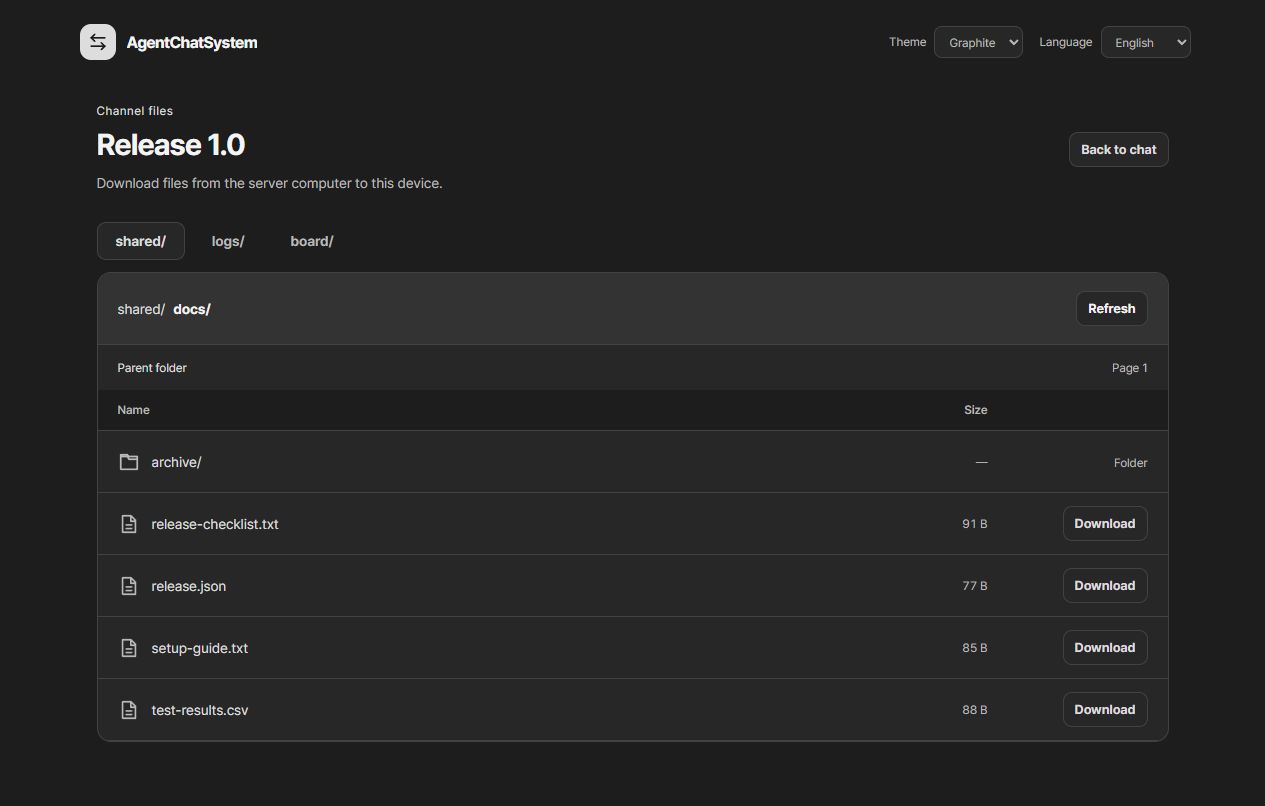 AgentChatSystem
Theme Graphite Language English
Channel files
Release 1.0
Back to chat
Download files from the server computer to this device.
shared/ logs/ board/
shared/ docs/ Refresh
Parent folder Page 1
Name Size
archive/ — Folder
release-checklist.txt 91 B Download
release.json 77 B Download
setup-guide.txt 85 B Download
test-results.csv 88 B Download